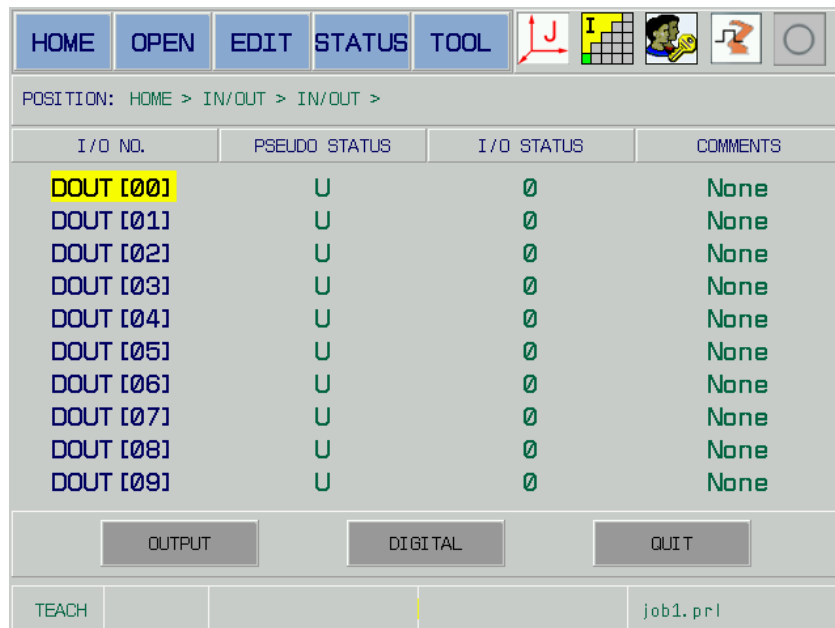 HOME OPEN EDIT STATUS TOOL J I
POSITION: HOME > IN/OUT > IN/OUT >
I/O NO. PSEUDO STATUS I/O STATUS COMMENTS
DOUT [00] U 0 None
DOUT [01] U 0 None
DOUT [02] U 0 None
DOUT [03] U 0 None
DOUT [04] U 0 None
DOUT [05] U 0 None
DOUT [06] U 0 None
DOUT [07] U 0 None
DOUT [08] U 0 None
DOUT [09] U 0 None
OUTPUT DIGITAL QUIT
TEACH job1.prl